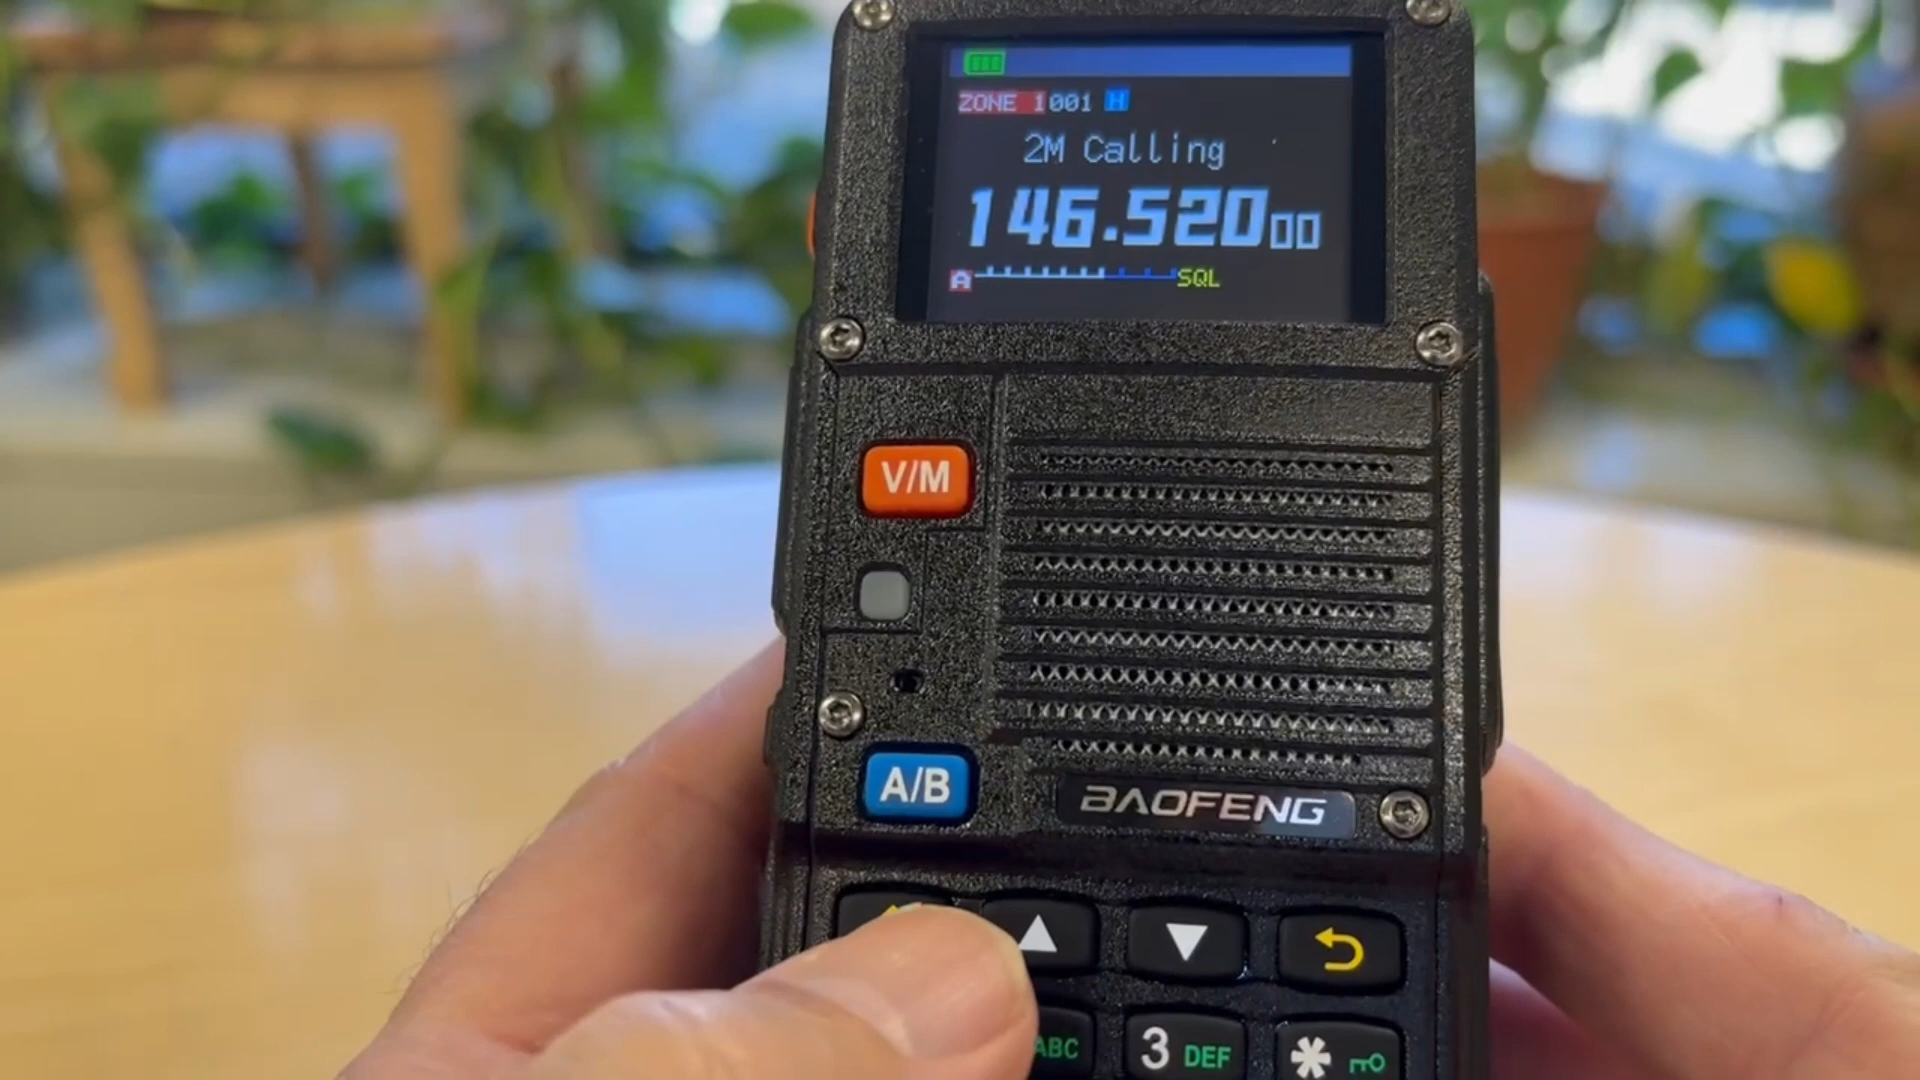 ZONE 1 001 H
2M Calling
146.52000
A SQL
V/M
A/B
BAOFENG
ABC 3 DEF *